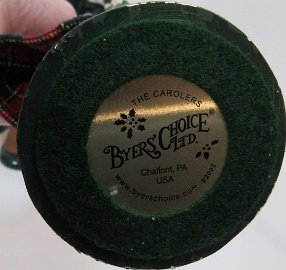 THE CAROLERS
BYERS' CHOICE®
LTD.
Chalfont, PA
USA
www.byerschoice.com